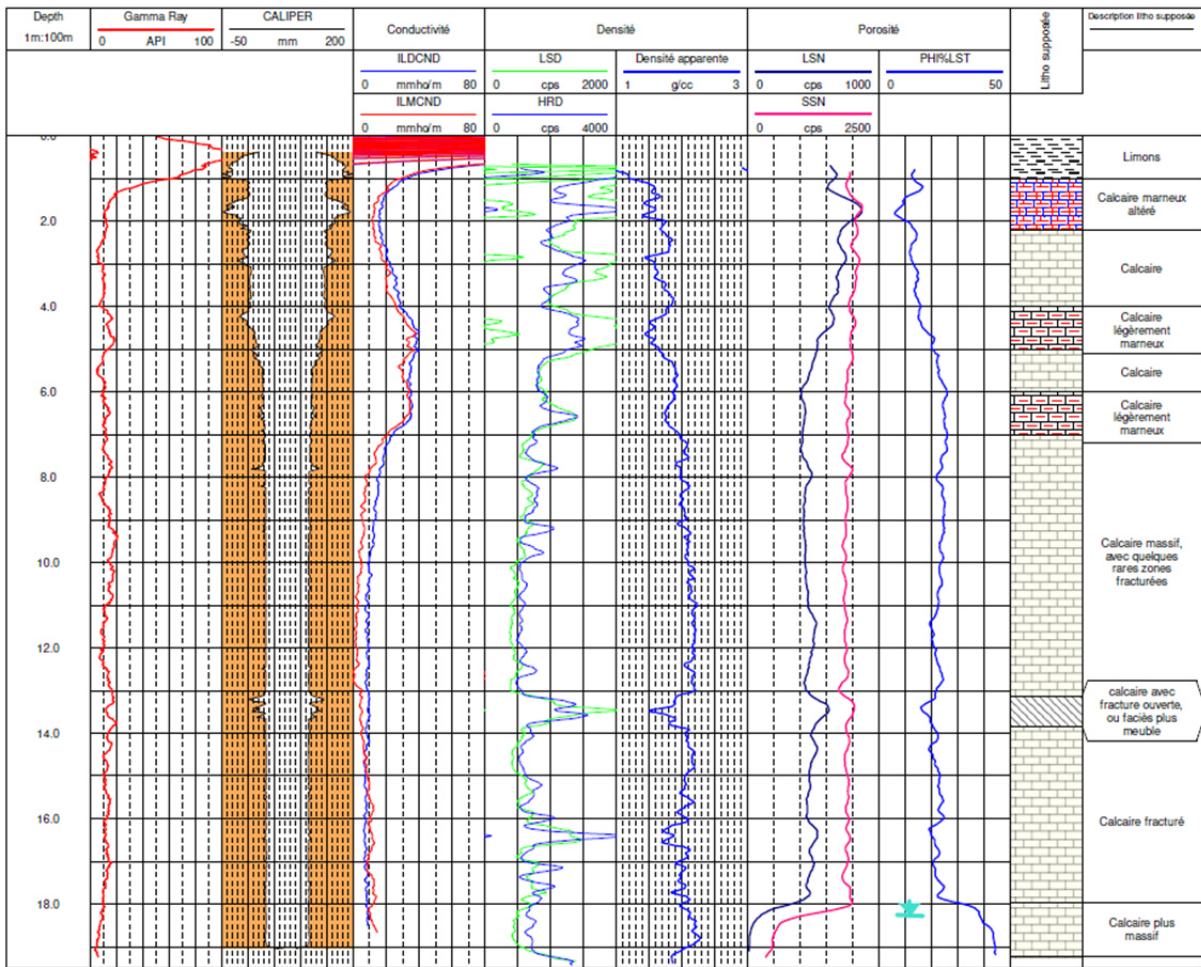 Depth
1m:100m
Gamma Ray
0 API 100
CALIPER
-50 mm 200
Conductivité
ILDCND
0 mmho/m 80
ILMCND
0 mmho/m 80
Densité
LSD
0 cps 2000
HRD
0 cps 4000
Densité apparente
1 g/cc 3
Porosité
LSN
0 cps 1000
SSN
0 cps 2500
PHI%LST
0 50
Litho supposée
Description litho supposée
0.0
2.0
4.0
6.0
8.0
10.0
12.0
14.0
16.0
18.0
Limons
Calcaire marneux
altéré
Calcaire
Calcaire
légèrement
marneux
Calcaire
Calcaire
légèrement
marneux
Calcaire massif,
avec quelques
rares zones
fracturées
calcaire avec
fracture ouverte,
ou faciès plus
meuble
Calcaire fracturé
Calcaire plus
massif